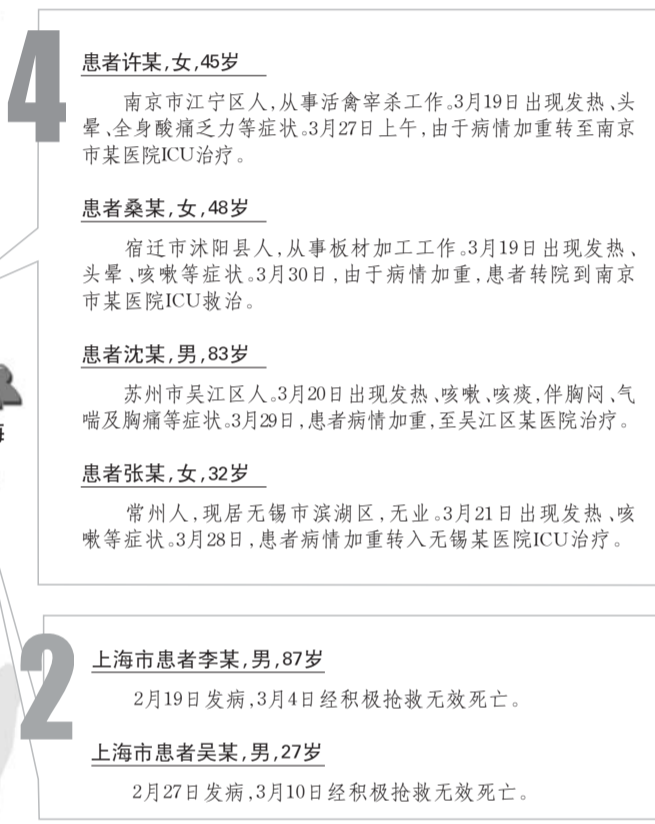 4
患者许某,女,45岁
南京市江宁区人,从事活禽宰杀工作。3月19日出现发热、头
晕、全身酸痛乏力等症状。3月27日上午,由于病情加重转至南京
市某医院ICU治疗。
患者桑某,女,48岁
宿迁市沭阳县人,从事板材加工工作。3月19日出现发热、
头晕、咳嗽等症状。3月30日,由于病情加重,患者转院到南京
市某医院ICU救治。
患者沈某,男,83岁
苏州市吴江区人。3月20日出现发热、咳嗽、咳痰,伴胸闷、气
喘及胸痛等症状。3月29日,患者病情加重,至吴江区某医院治疗。
患者张某,女,32岁
常州人,现居无锡市滨湖区,无业。3月21日出现发热、咳
嗽等症状。3月28日,患者病情加重转入无锡某医院ICU治疗。
2
上海市患者李某,男,87岁
2月19日发病,3月4日经积极抢救无效死亡。
上海市患者吴某,男,27岁
2月27日发病,3月10日经积极抢救无效死亡。